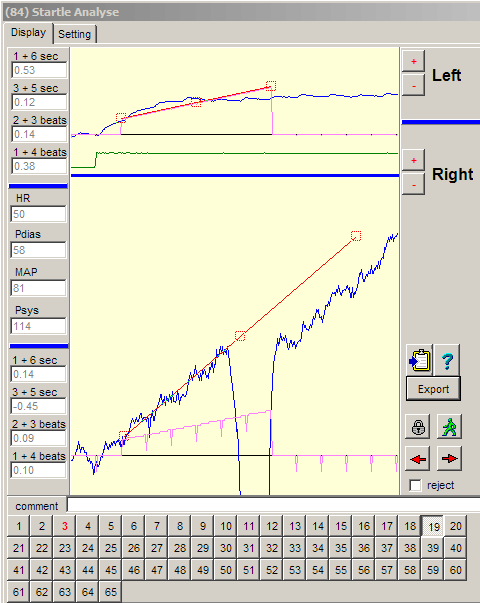 (84) Startle Analyse
Display Setting
1 + 6 sec
0.53
3 + 5 sec
0.12
2 + 3 beats
0.14
1 + 4 beats
0.38
+
-
Left
+
-
Right
HR
50
Pdias
58
MAP
81
Psys
114
1 + 6 sec
0.14
3 + 5 sec
-0.45
2 + 3 beats
0.09
1 + 4 beats
0.10
?
Export
reject
comment
1 2 3 4 5 6 7 8 9 10 11 12 13 14 15 16 17 18 19 20
21 22 23 24 25 26 27 28 29 30 31 32 33 34 35 36 37 38 39 40
41 42 43 44 45 46 47 48 49 50 51 52 53 54 55 56 57 58 59 60
61 62 63 64 65